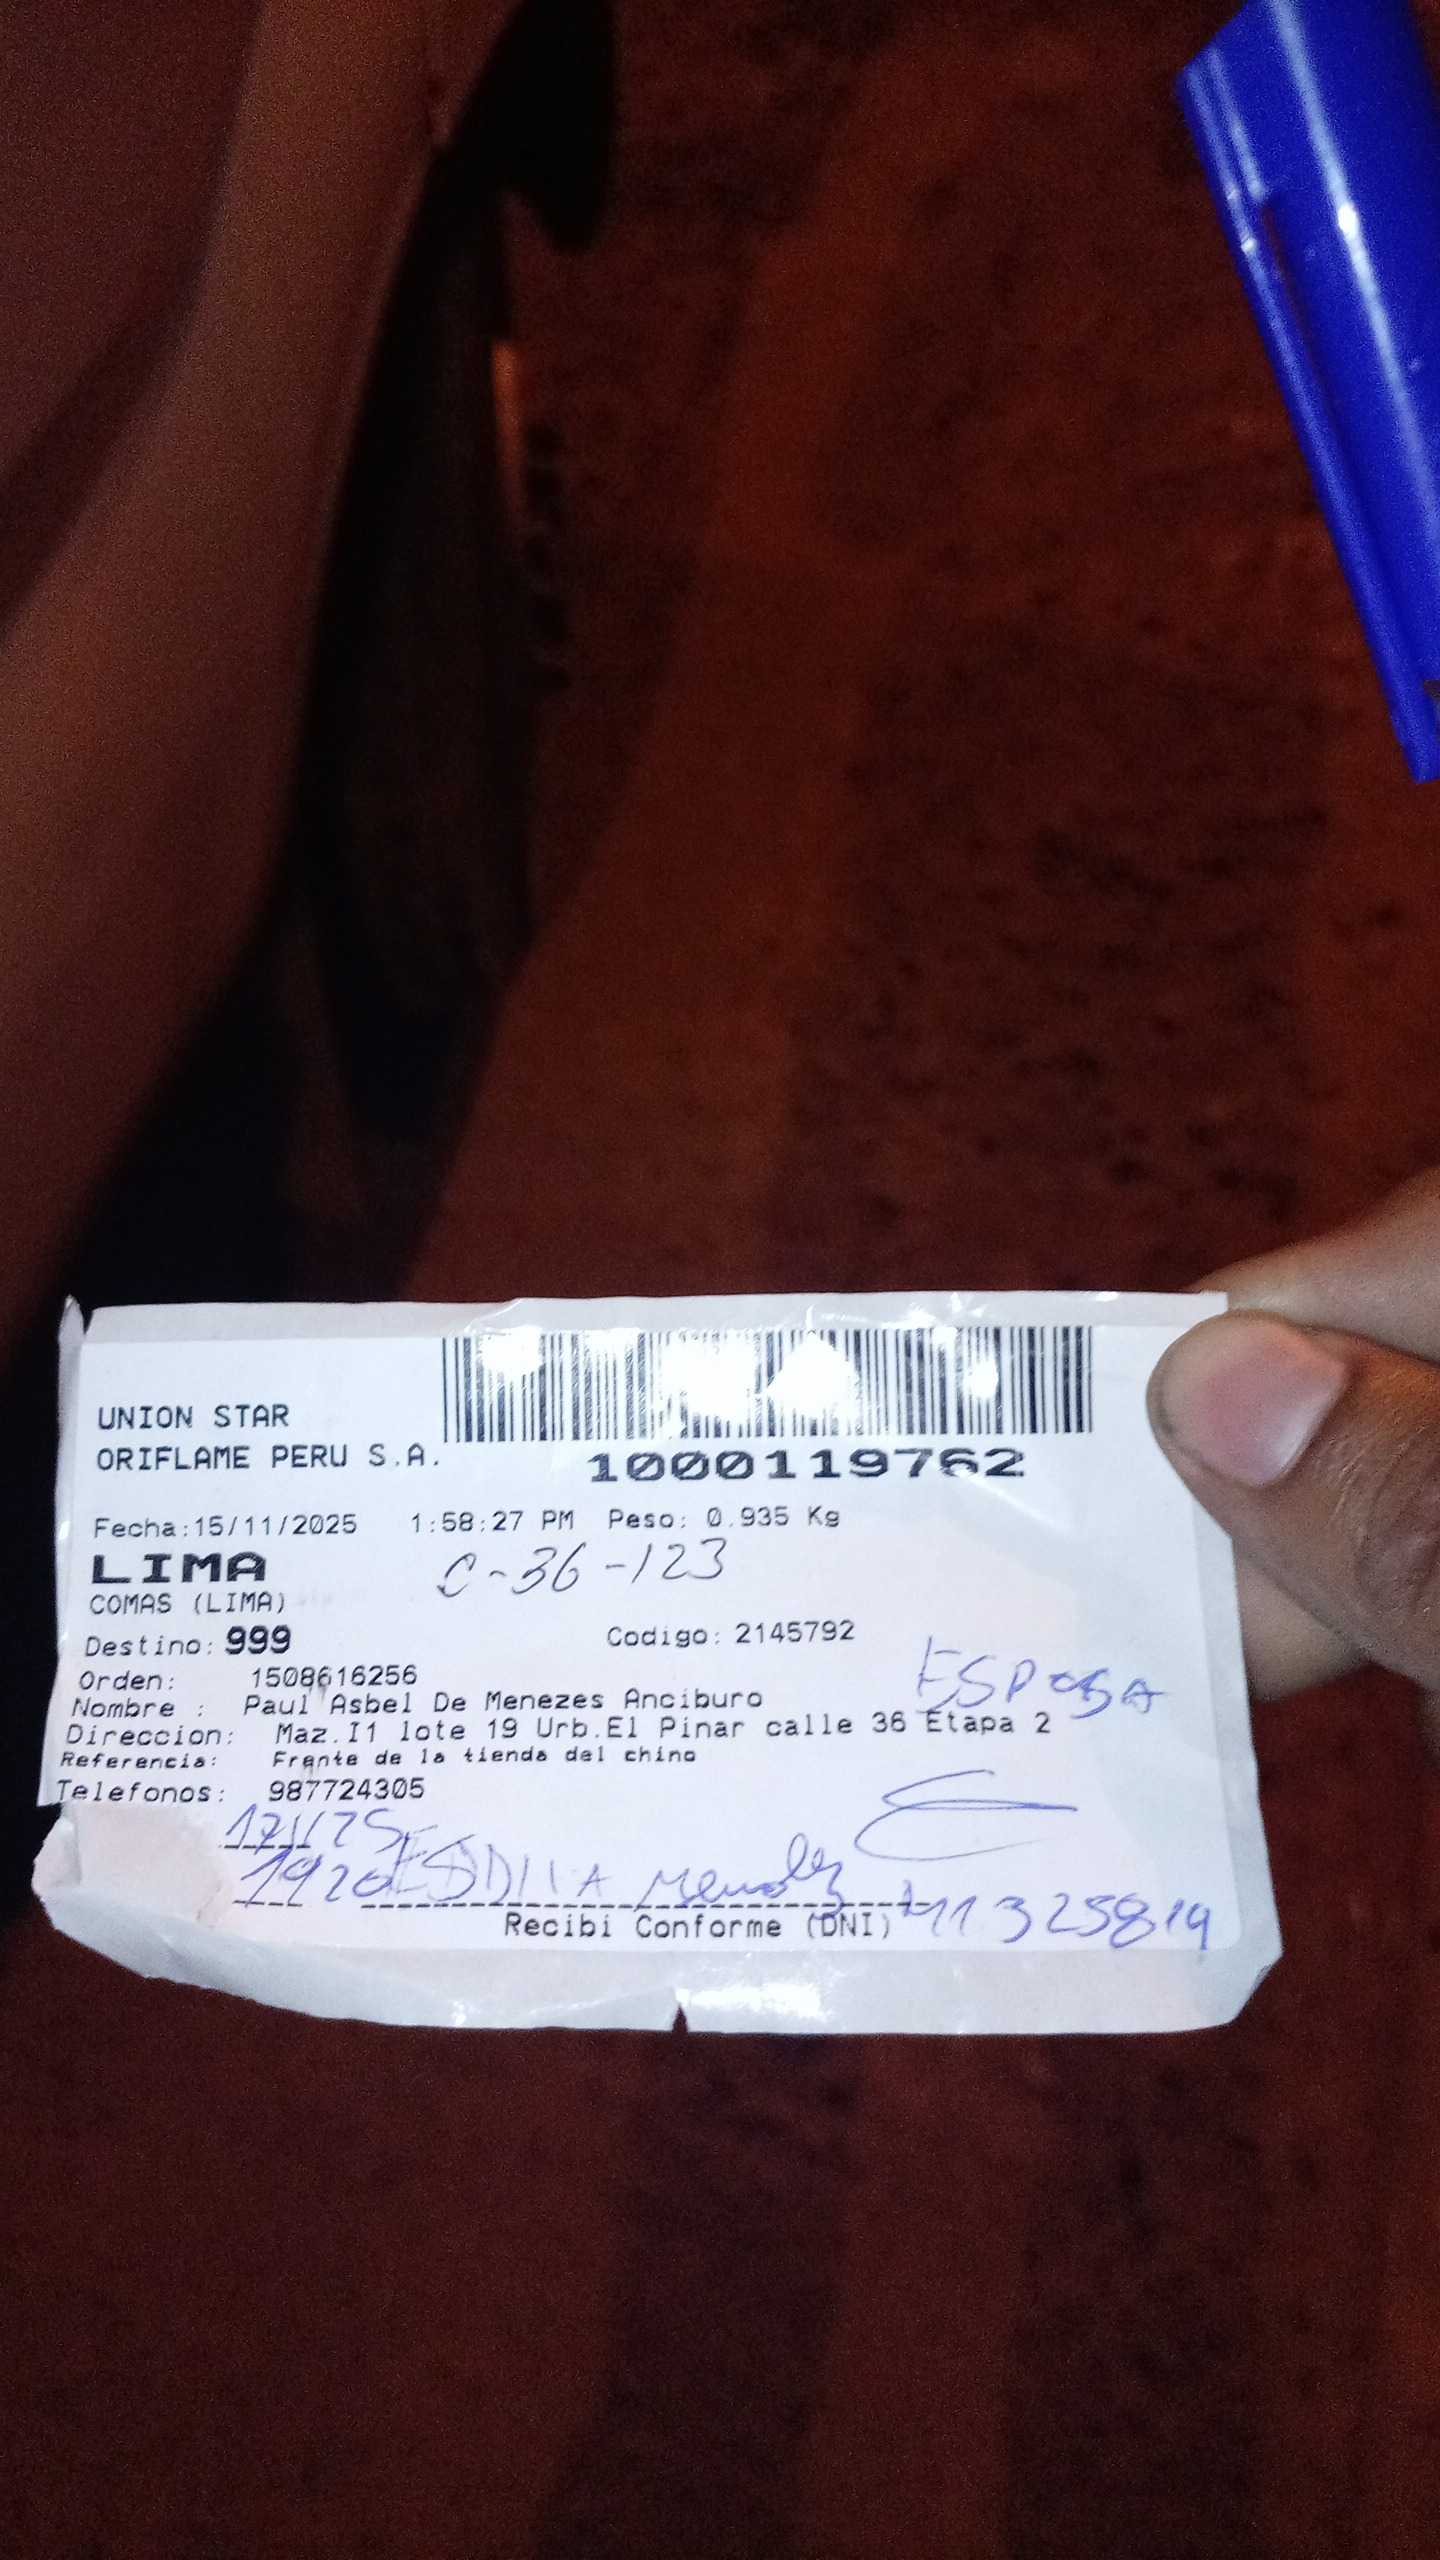 UNION STAR
ORIFLAME PERU S.A.
1000119762
Fecha:15/11/2025 1:58:27 PM Peso: 0.935 Kg
LIMA
C-36-123
COMAS (LIMA)
Destino: 999 Codigo: 2145792
Orden: 1508616256
ESPOSA
Nombre : Paul Asbel De Menezes Anciburo
Direccion: Maz.I1 lote 19 Urb.El Pinar calle 36 Etapa 2
Referencia: Frente de la tienda del chino
Telefonos: 987724305
1920
Recibi Conforme (DNI)